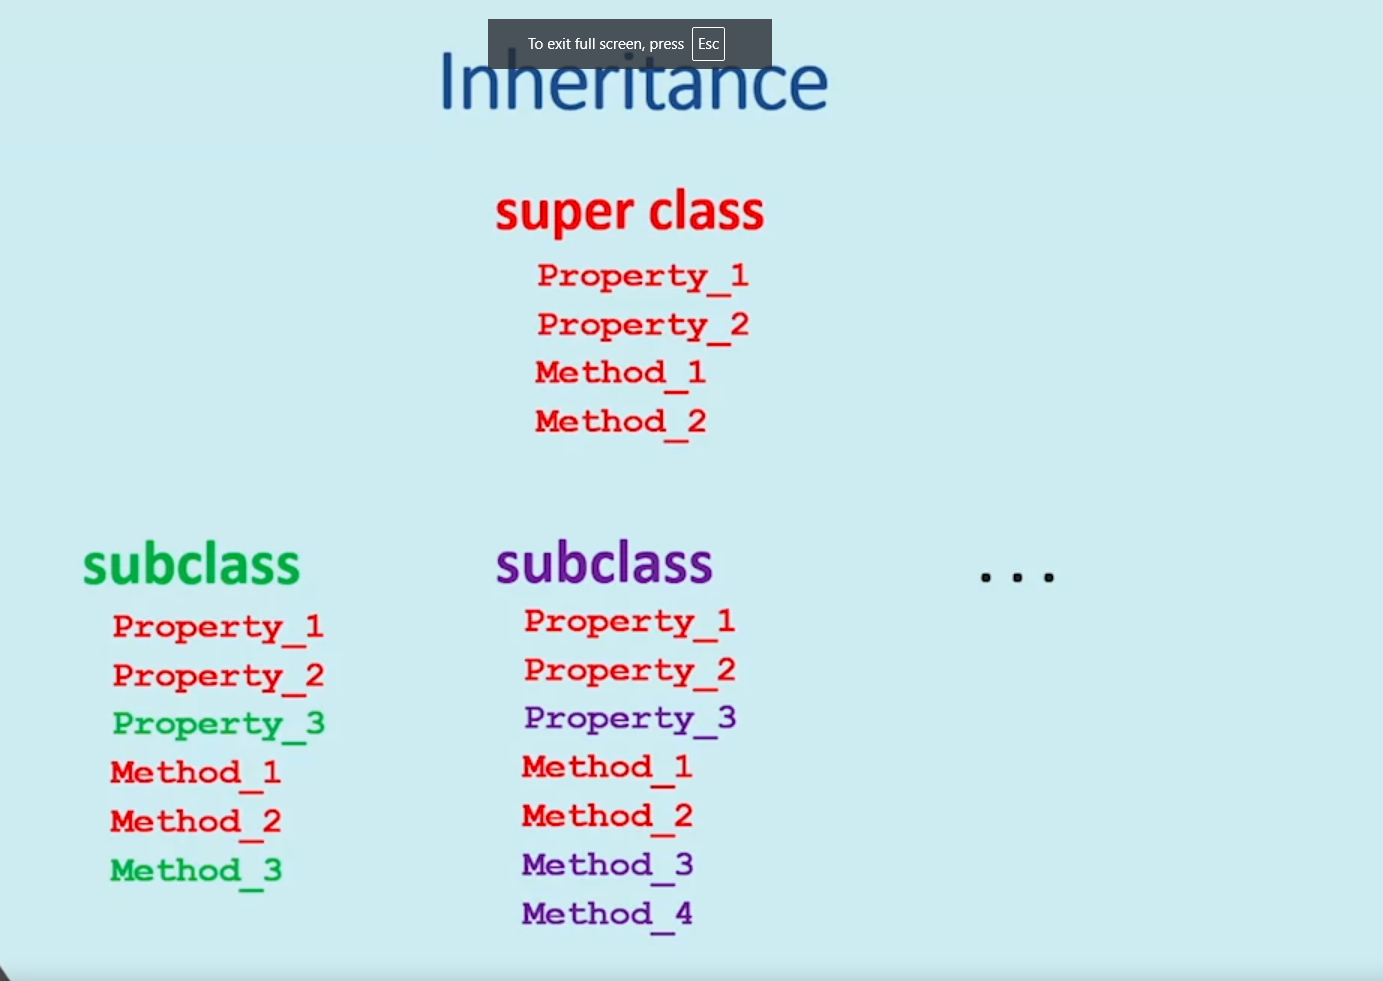 To exit full screen, press Esc
Inheritance
super class
Property_1
Property_2
Method_1
Method_2
subclass
Property_1
Property_2
Property_3
Method_1
Method_2
Method_3
subclass
Property_1
Property_2
Property_3
Method_1
Method_2
Method_3
Method_4
...